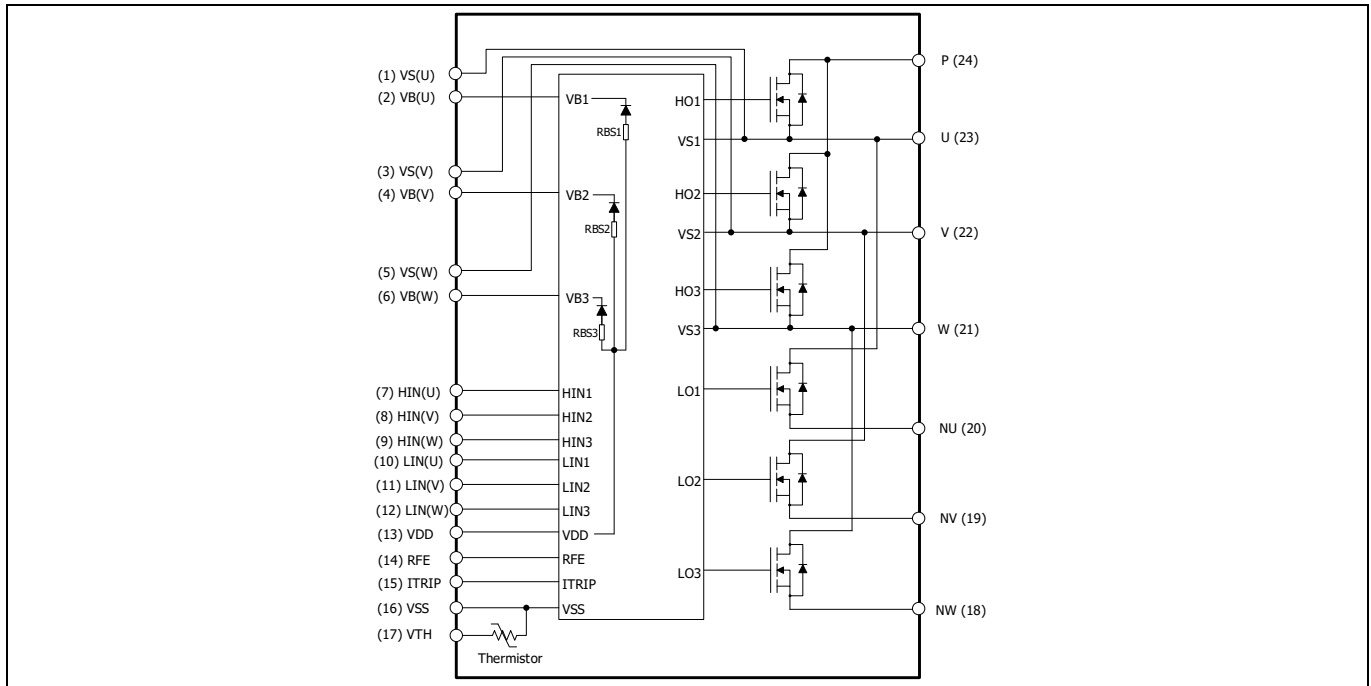 (1) VS(U)
(2) VB(U)
(3) VS(V)
(4) VB(V)
(5) VS(W)
(6) VB(W)
(7) HIN(U)
(8) HIN(V)
(9) HIN(W)
(10) LIN(U)
(11) LIN(V)
(12) LIN(W)
(13) VDD
(14) RFE
(15) ITRIP
(16) VSS
(17) VTH
Thermistor
VB1
RBS1
VB2
RBS2
VB3
RBS3
HIN1
HIN2
HIN3
LIN1
LIN2
LIN3
VDD
RFE
ITRIP
VSS
HO1
VS1
HO2
VS2
HO3
VS3
LO1
LO2
LO3
P (24)
U (23)
V (22)
W (21)
NU (20)
NV (19)
NW (18)